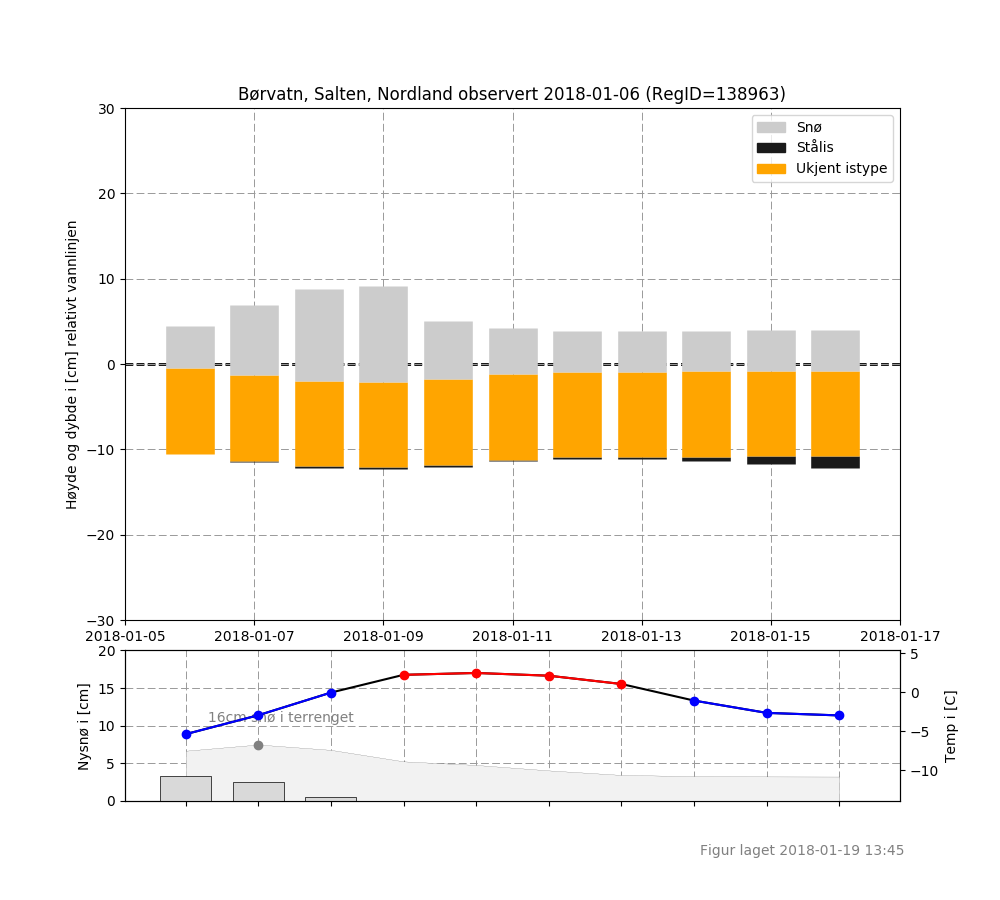 Børvatn, Salten, Nordland observert 2018-01-06 (RegID=138963)
30
20
10
0
−10
−20
−30
Høyde og dybde i [cm] relativt vannlinjen
Snø
Stålis
Ukjent istype
2018-01-05 2018-01-07 2018-01-09 2018-01-11 2018-01-13 2018-01-15 2018-01-17
20
15
10
5
0
Nysnø i [cm]
16cm snø i terrenget
5
0
−5
−10
Temp i [C]
Figur laget 2018-01-19 13:45